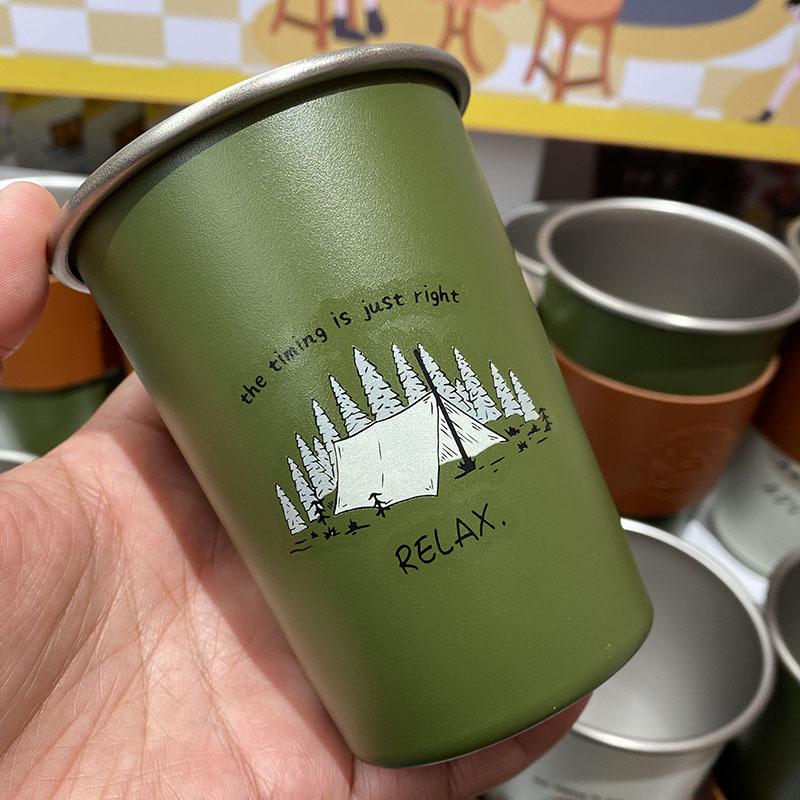 the timing is just right
RELAX.